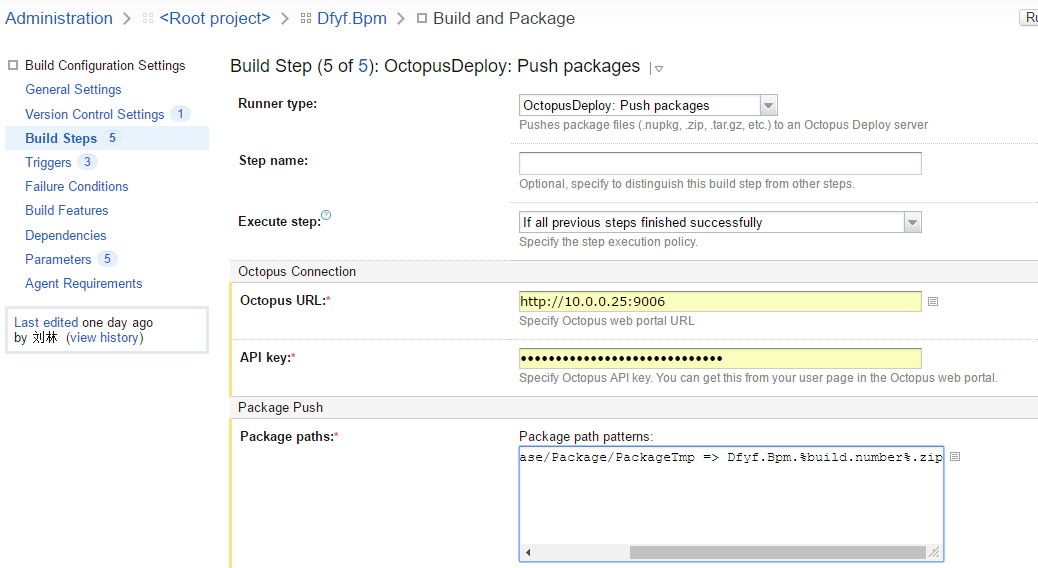 Administration > <Root project> > Dfyf.Bpm > Build and Package
Build Configuration Settings
General Settings
Version Control Settings 1
Build Steps 5
Triggers 3
Failure Conditions
Build Features
Dependencies
Parameters 5
Agent Requirements
Last edited one day ago
by 刘林 (view history)
Build Step (5 of 5): OctopusDeploy: Push packages
Runner type:
OctopusDeploy: Push packages
Pushes package files (.nupkg, .zip, .tar.gz, etc.) to an Octopus Deploy server
Step name:
Optional, specify to distinguish this build step from other steps.
Execute step:
If all previous steps finished successfully
Specify the step execution policy.
Octopus Connection
Octopus URL:*
http://10.0.0.25:9006
Specify Octopus web portal URL
API key:*
Specify Octopus API key. You can get this from your user page in the Octopus web portal.
Package Push
Package paths:*
Package path patterns:
ase/Package/PackageTmp => Dfyf.Bpm.%build.number%.zip